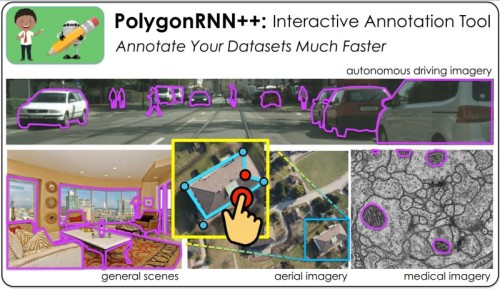 PolygonRNN++: Interactive Annotation Tool
Annotate Your Datasets Much Faster
autonomous driving imagery
general scenes
aerial imagery
medical imagery